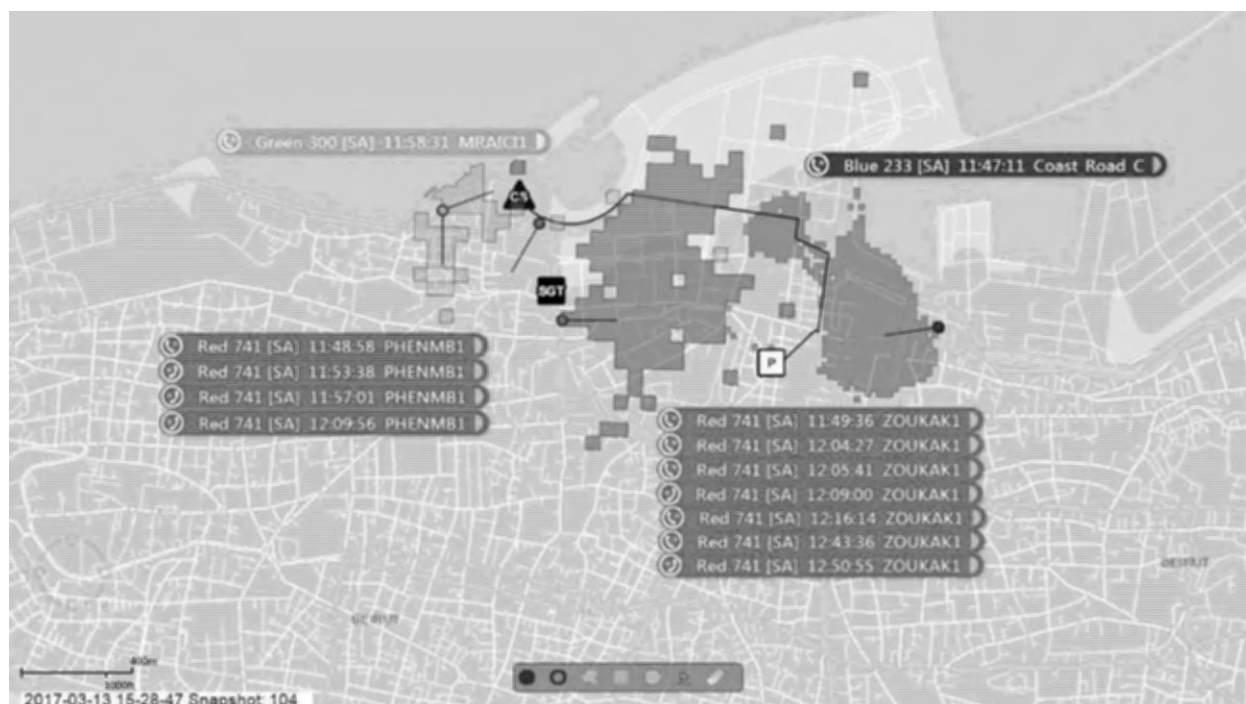 Green 300 [SA] 11:58:31 MRAICI1
Blue 233 [SA] 11:47:11 Coast Road C
CS
SGT
P
Red 741 [SA] 11:48:58 PHENMB1
Red 741 [SA] 11:53:38 PHENMB1
Red 741 [SA] 11:57:01 PHENMB1
Red 741 [SA] 12:09:56 PHENMB1
Red 741 [SA] 11:49:36 ZOUKAK1
Red 741 [SA] 12:04:27 ZOUKAK1
Red 741 [SA] 12:05:41 ZOUKAK1
Red 741 [SA] 12:09:00 ZOUKAK1
Red 741 [SA] 12:16:14 ZOUKAK1
Red 741 [SA] 12:43:36 ZOUKAK1
Red 741 [SA] 12:50:55 ZOUKAK1
BEIRUT
BEIRUT
400m
1000ft
2017-03-13 15-28-47 Snapshot: 104